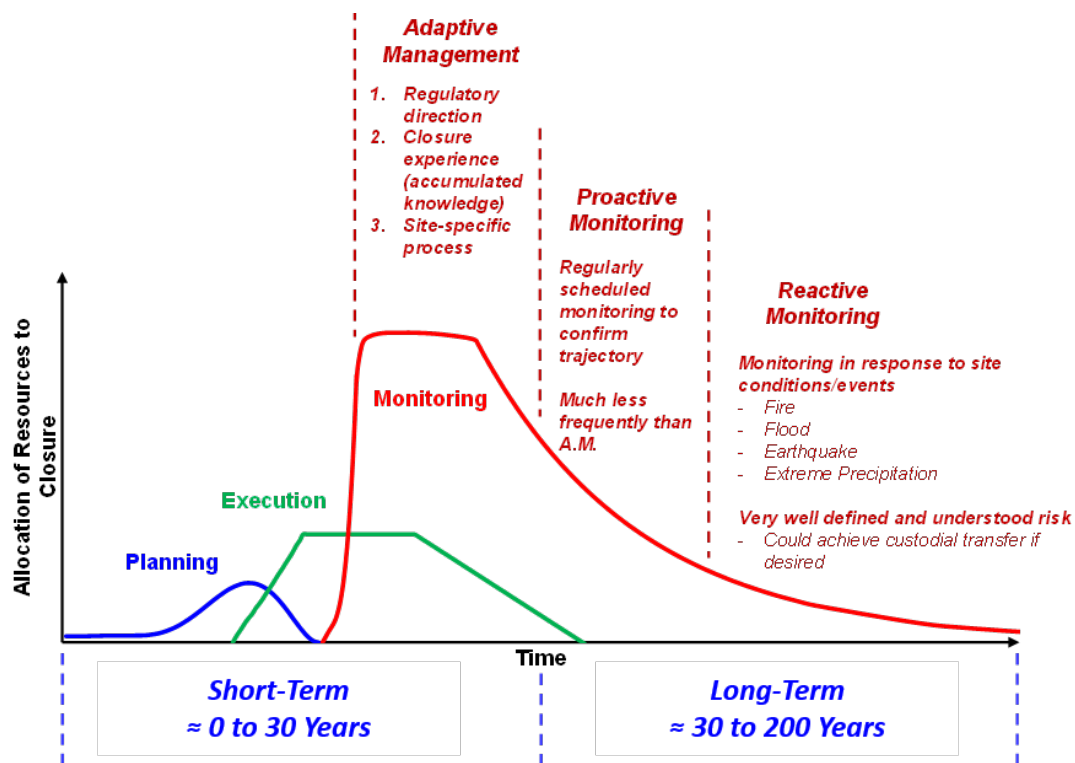 Adaptive
Management
1. Regulatory
direction
2. Closure
experience
(accumulated
knowledge)
3. Site-specific
process
Proactive
Monitoring
Regularly
scheduled
monitoring to
confirm
trajectory
Much less
frequently than
A.M.
Reactive
Monitoring
Monitoring in response to site
conditions/events
- Fire
- Flood
- Earthquake
- Extreme Precipitation
Very well defined and understood risk
- Could achieve custodial transfer if
desired
Allocation of Resources to
Closure
Monitoring
Execution
Planning
Time
Short-Term
≈ 0 to 30 Years
Long-Term
≈ 30 to 200 Years